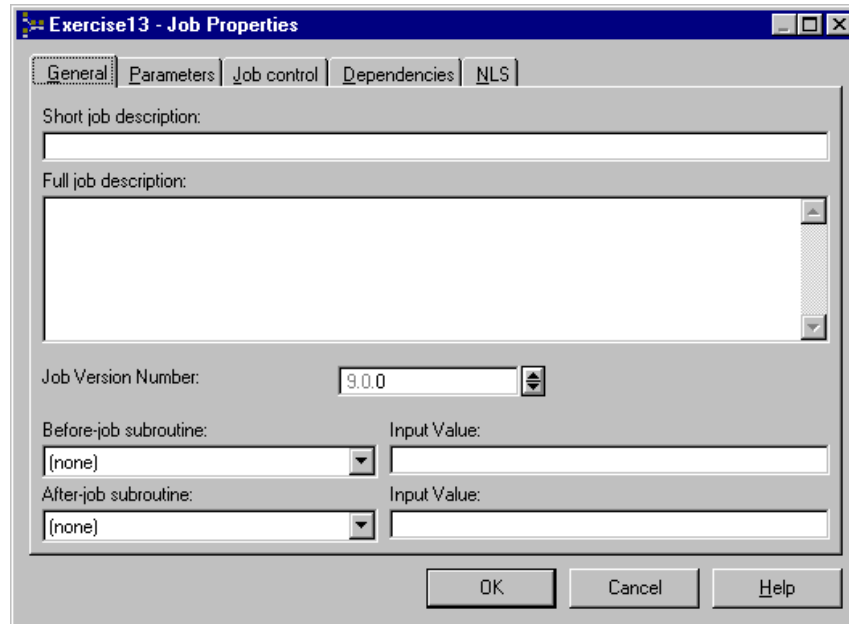 Exercise13 - Job Properties
General Parameters Job control Dependencies NLS
Short job description:
Full job description:
Job Version Number: 9.0.0
Before-job subroutine: Input Value:
(none)
After-job subroutine: Input Value:
(none)
OK Cancel Help